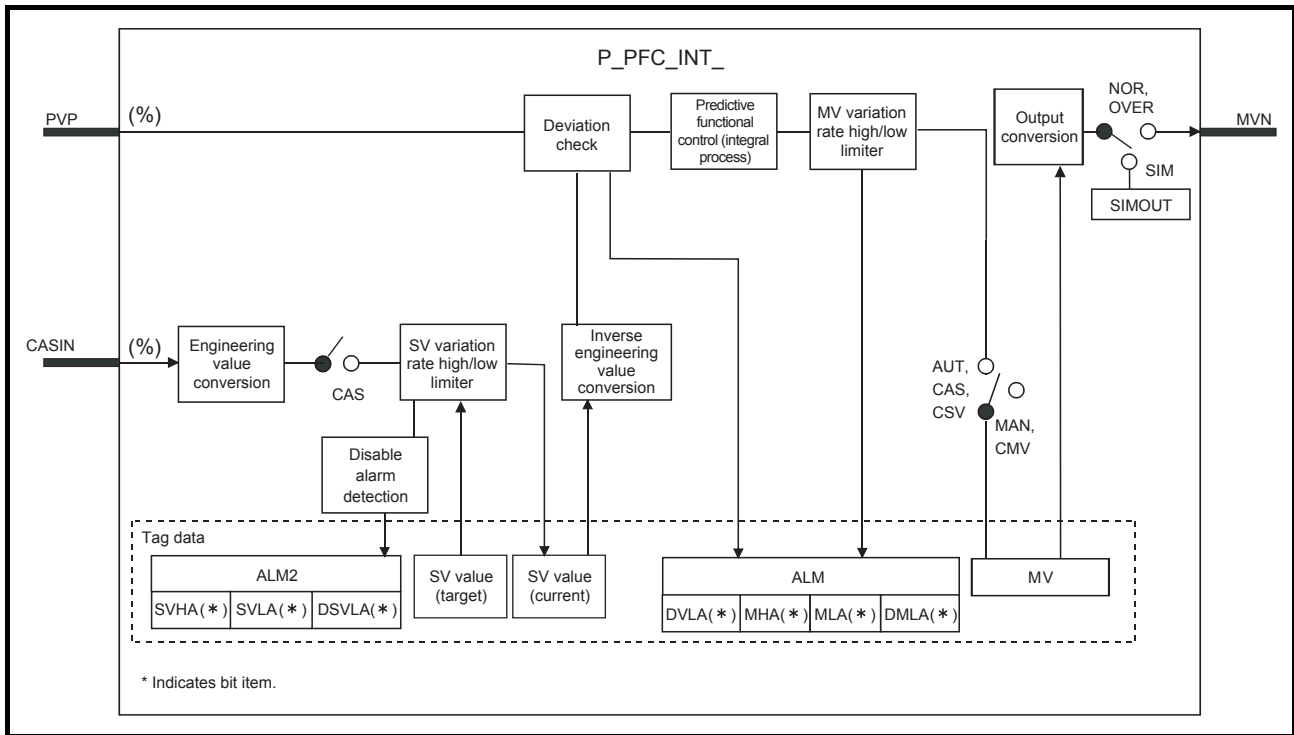 P_PFC_INT_
PVP
(%)
Deviation
check
Predictive
functional
control (integral
process)
MV variation
rate high/low
limiter
Output
conversion
NOR,
OVER
MVN
SIM
SIMOUT
CASIN
(%)
Engineering
value
conversion
CAS
SV variation
rate high/low
limiter
Inverse
engineering
value
conversion
AUT,
CAS,
CSV
MAN,
CMV
Disable
alarm
detection
Tag data
ALM2
SVHA(*) SVLA(*) DSVLA(*)
SV value
(target)
SV value
(current)
ALM
DVLA(*) MHA(*) MLA(*) DMLA(*)
MV
* Indicates bit item.